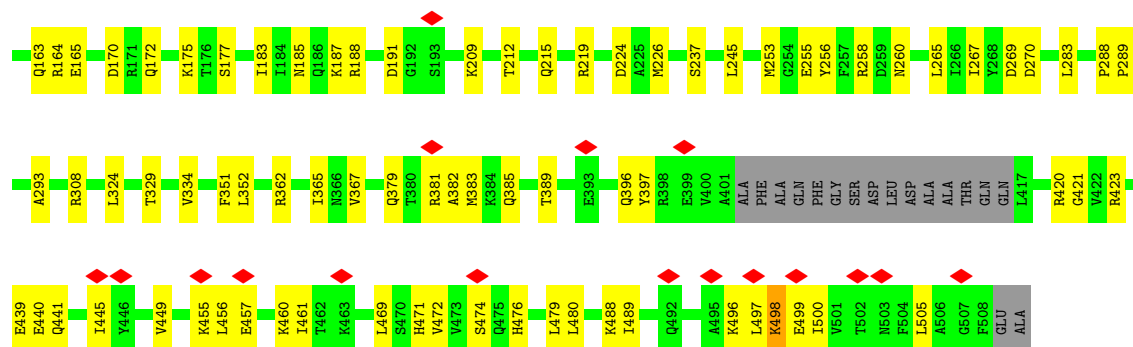 Q163 R164 E165 D170 R171 Q172 K175 T176 S177 I183 I184 N185 Q186 K187 R188 D191 G192 S193 K209 T212 Q215 R219 D224 A225 M226 S237 L245 M253 G254 E255 Y256 F257 R258 D259 N260 L265 I266 I267 Y268 D269 D270 L283 P288 P289
A293 R308 L324 T329 V334 F351 L352 R362 I365 N366 V367 Q379 T380 R381 A382 M383 K384 Q385 T389 E393 Q396 Y397 R398 E399 V400 A401 ALA PHE ALA GLN PHE GLY SER ASP LEU ASP ALA ALA THR GLN GLN L417 R420 G421 V422 R423
E439 E440 Q441 I445 Y446 V449 K455 L456 E457 K460 I461 T462 K463 L469 S470 H471 V472 V473 S474 Q475 H476 L479 L480 K488 I489 Q492 A495 K496 L497 K498 E499 I500 V501 T502 N503 F504 L505 A506 G507 F508 GLU ALA